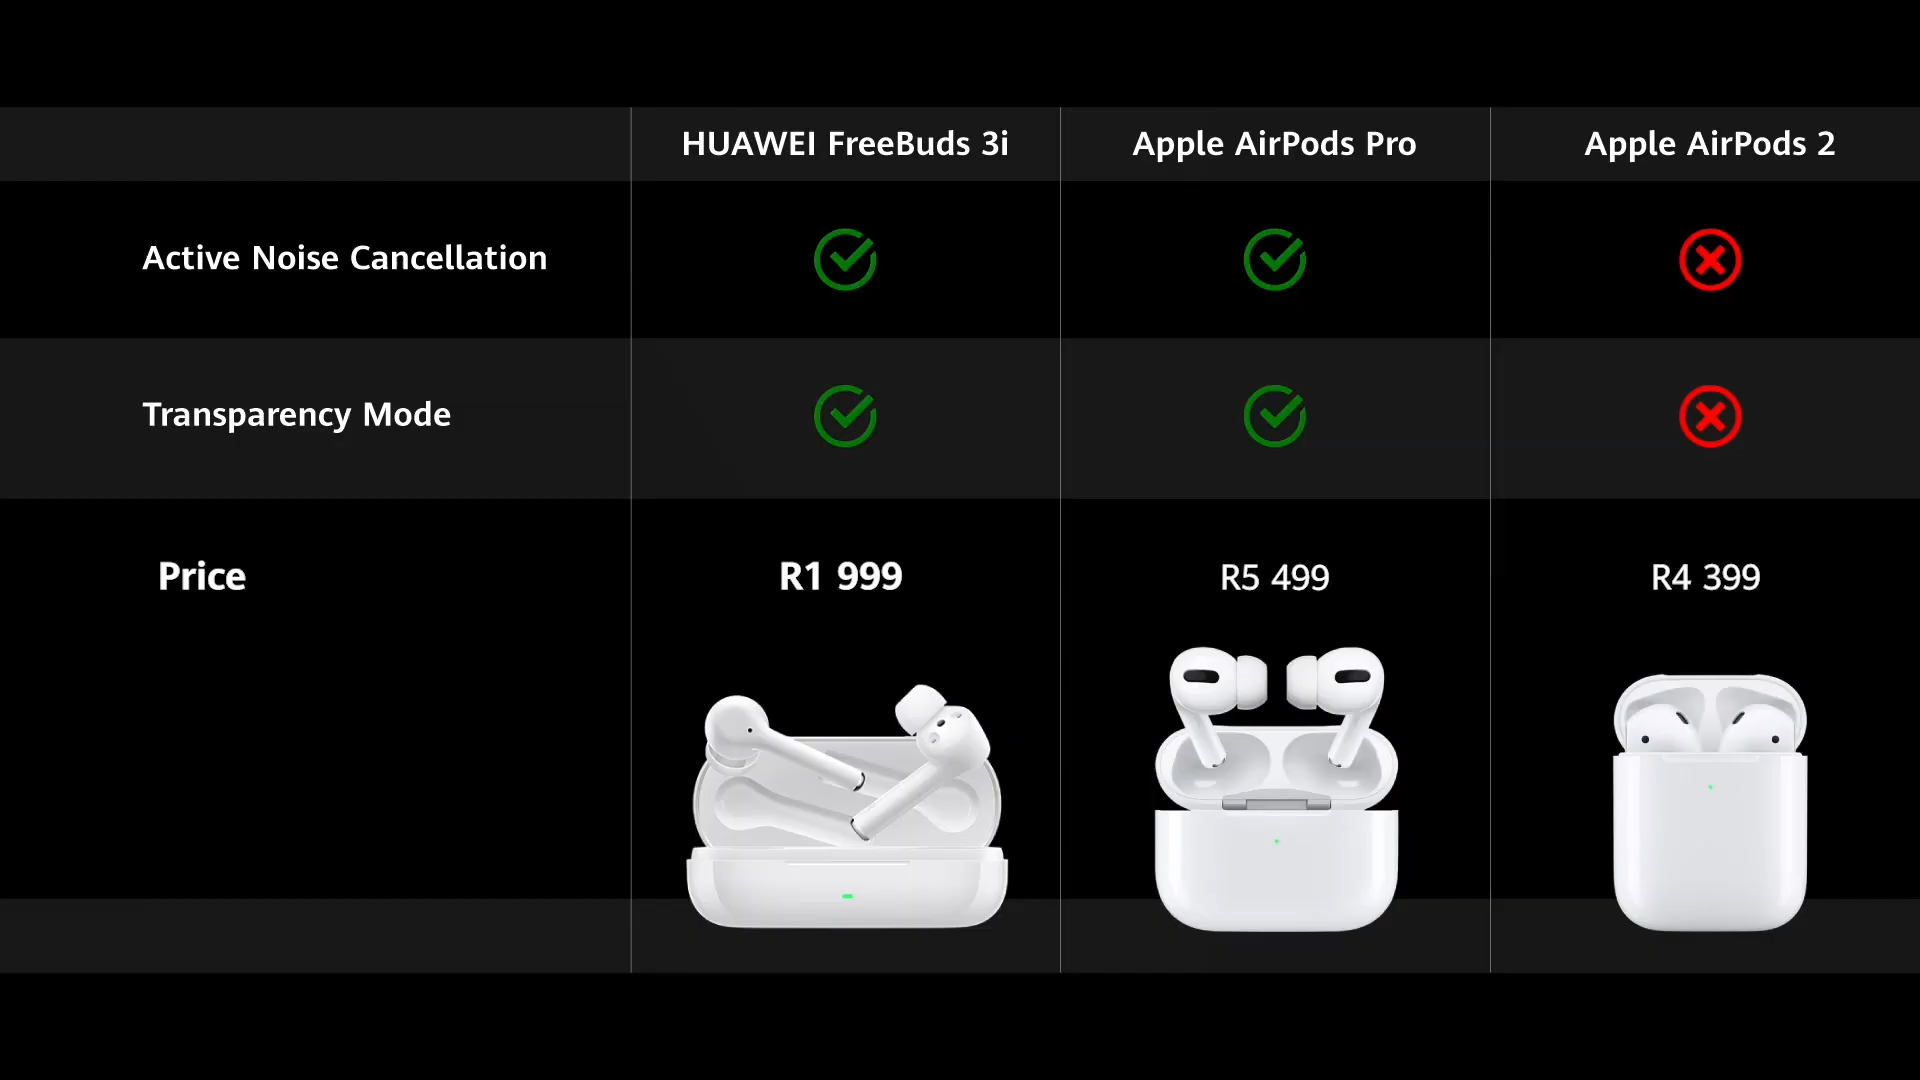 HUAWEI FreeBuds 3i Apple AirPods Pro Apple AirPods 2
Active Noise Cancellation
Transparency Mode
Price R1 999 R5 499 R4 399